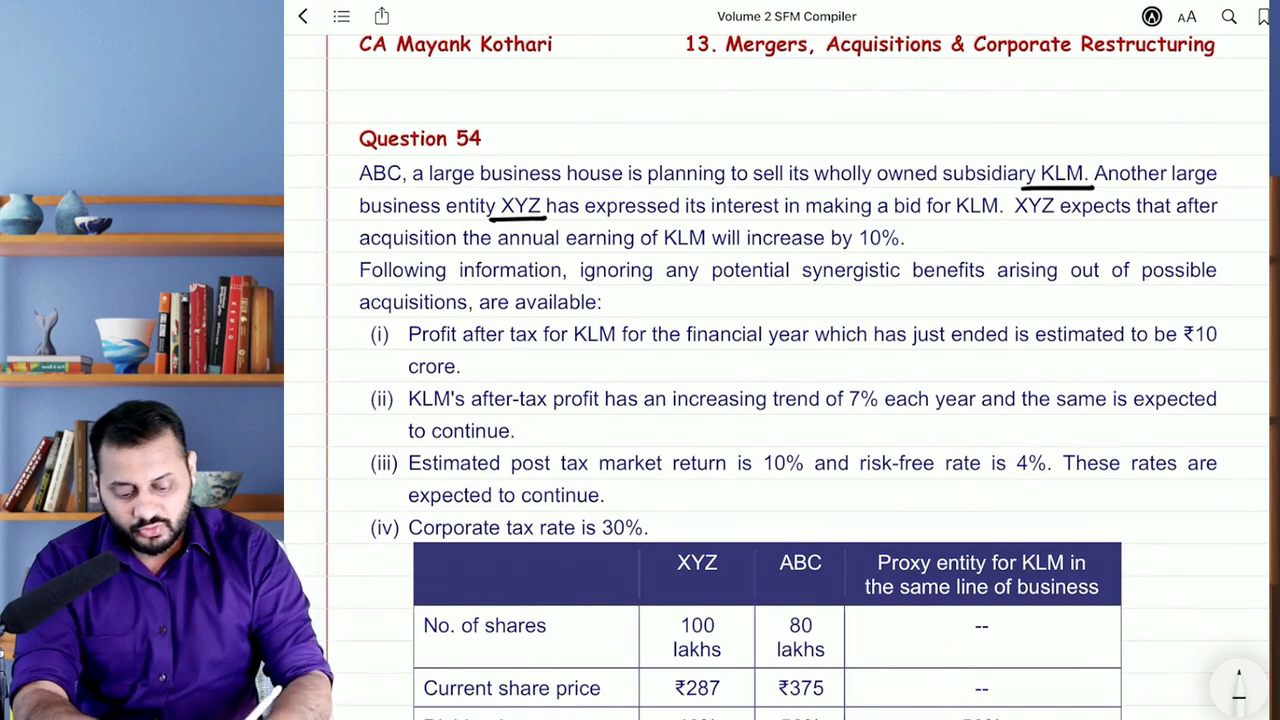 Volume 2 SFM Compiler
AA
CA Mayank Kothari 13. Mergers, Acquisitions & Corporate Restructuring
Question 54
ABC, a large business house is planning to sell its wholly owned subsidiary KLM. Another large
business entity XYZ has expressed its interest in making a bid for KLM. XYZ expects that after
acquisition the annual earning of KLM will increase by 10%.
Following information, ignoring any potential synergistic benefits arising out of possible
acquisitions, are available:
(i) Profit after tax for KLM for the financial year which has just ended is estimated to be ₹10
crore.
(ii) KLM's after-tax profit has an increasing trend of 7% each year and the same is expected
to continue.
(iii) Estimated post tax market return is 10% and risk-free rate is 4%. These rates are
expected to continue.
(iv) Corporate tax rate is 30%.
XYZ ABC Proxy entity for KLM in
the same line of business
No. of shares 100 80 --
lakhs lakhs
Current share price ₹287 ₹375 --